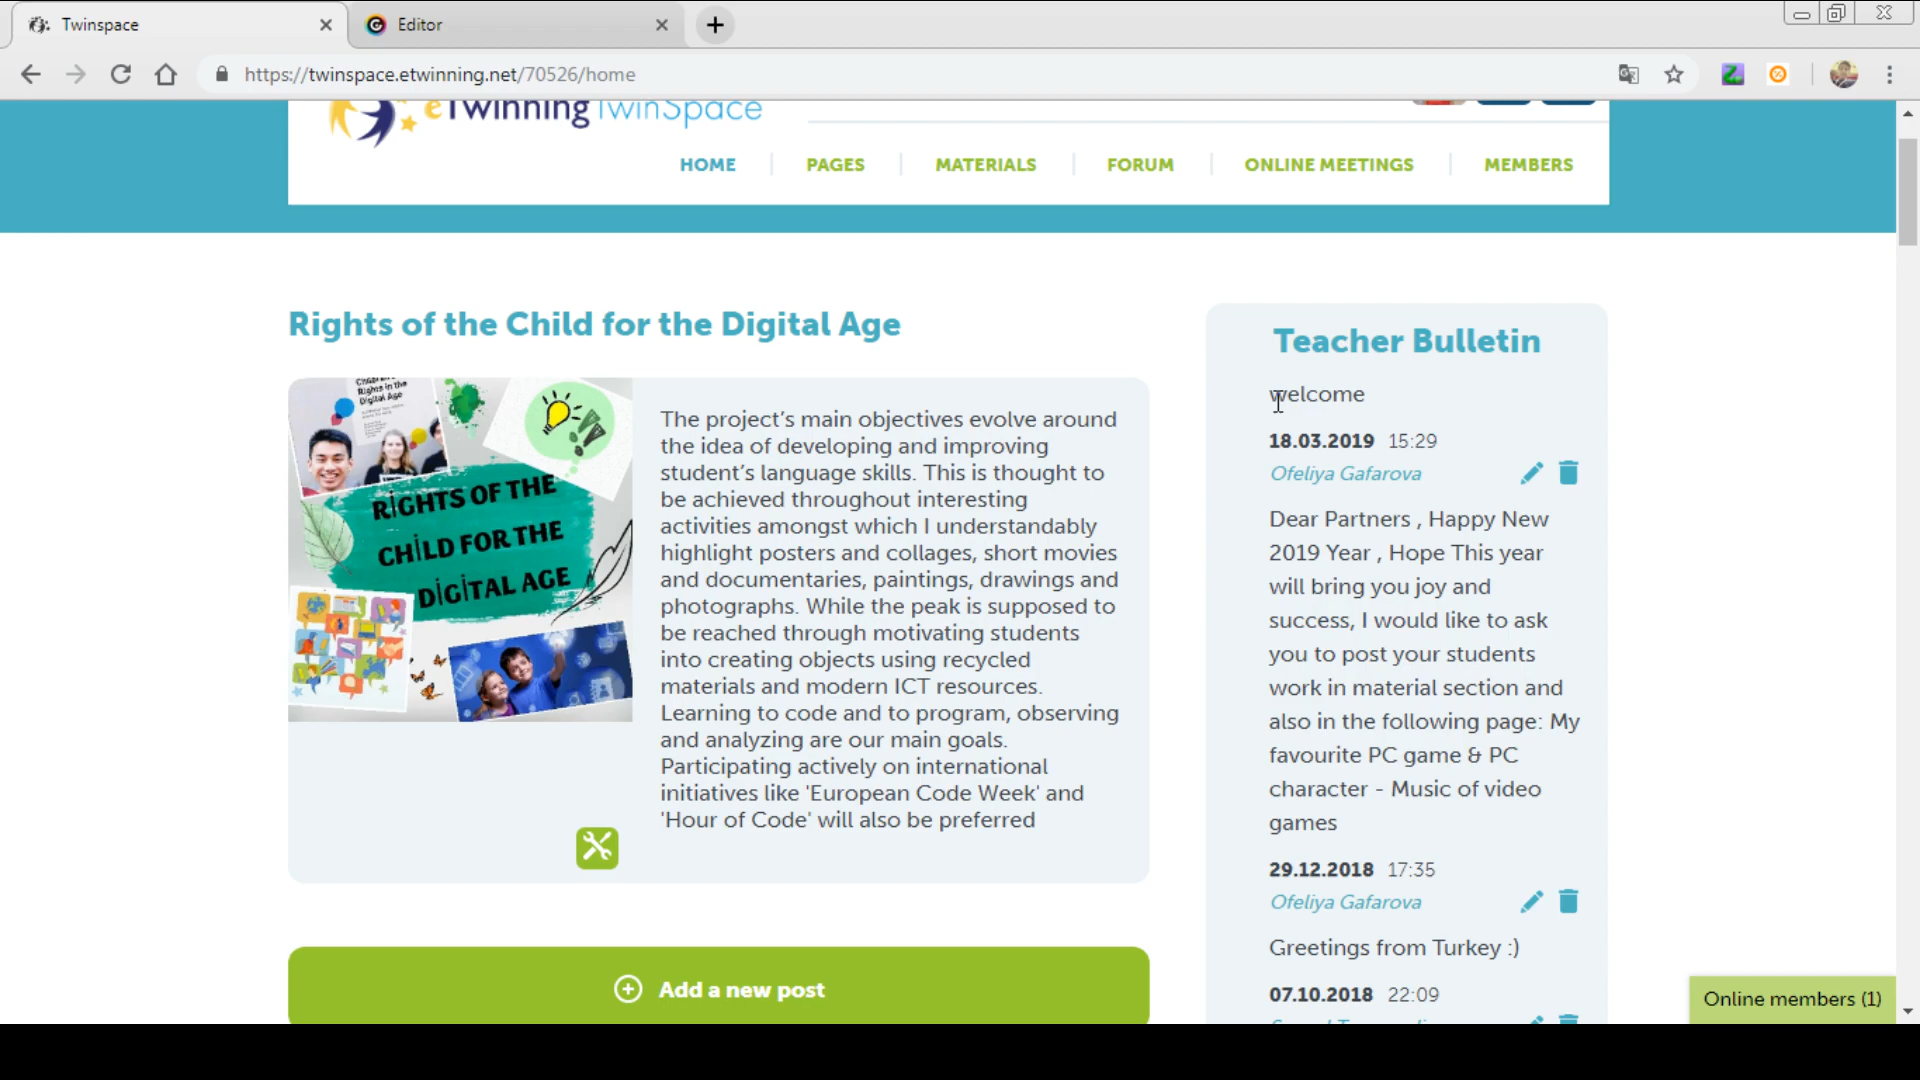 Twinspace
Editor
https://twinspace.etwinning.net/70526/home
eTwinning TwinSpace
HOME
PAGES
MATERIALS
FORUM
ONLINE MEETINGS
MEMBERS
Rights of the Child for the Digital Age
Rights in the
Digital Age
RİGHTS OF THE
CHİLD FOR THE
DİGİTAL AGE
The project's main objectives evolve around
the idea of developing and improving
student's language skills. This is thought to
be achieved throughout interesting
activities amongst which I understandably
highlight posters and collages, short movies
and documentaries, paintings, drawings and
photographs. While the peak is supposed to
be reached through motivating students
into creating objects using recycled
materials and modern ICT resources.
Learning to code and to program, observing
and analyzing are our main goals.
Participating actively on international
initiatives like 'European Code Week' and
'Hour of Code' will also be preferred
Add a new post
Teacher Bulletin
welcome
18.03.2019 15:29
Ofeliya Gafarova
Dear Partners , Happy New
2019 Year , Hope This year
will bring you joy and
success, I would like to ask
you to post your students
work in material section and
also in the following page: My
favourite PC game & PC
character - Music of video
games
29.12.2018 17:35
Ofeliya Gafarova
Greetings from Turkey :)
07.10.2018 22:09
Online members (1)